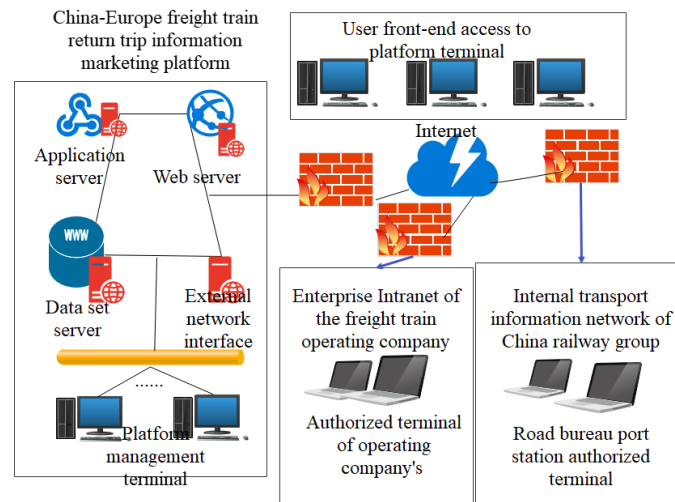 China-Europe freight train
return trip information
marketing platform
User front-end access to
platform terminal
Internet
Application
server
Web server
WWW
Data set
server
External
network
interface
......
Platform
management
terminal
Enterprise Intranet of
the freight train
operating company
Authorized terminal
of operating
company's
Internal transport
information network of
China railway group
Road bureau port
station authorized
terminal